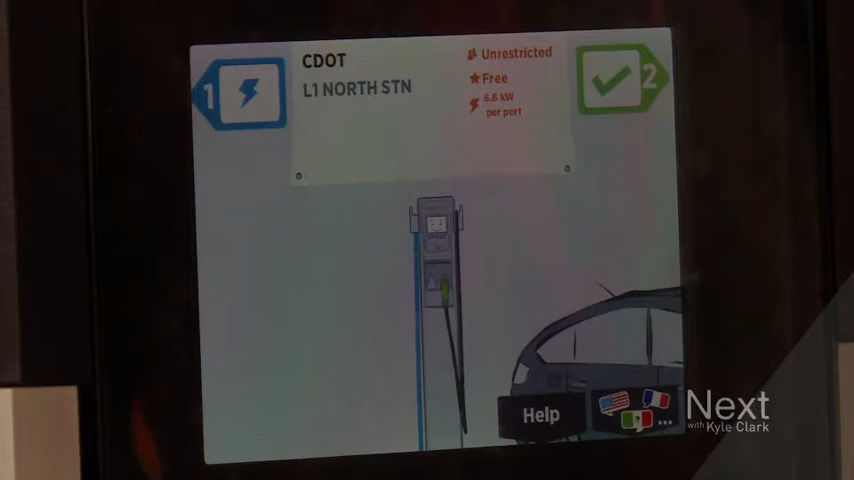 1
CDOT
L1 NORTH STN
Unrestricted
Free
6.6 kW
per port
2
Help
...
Next
with Kyle Clark